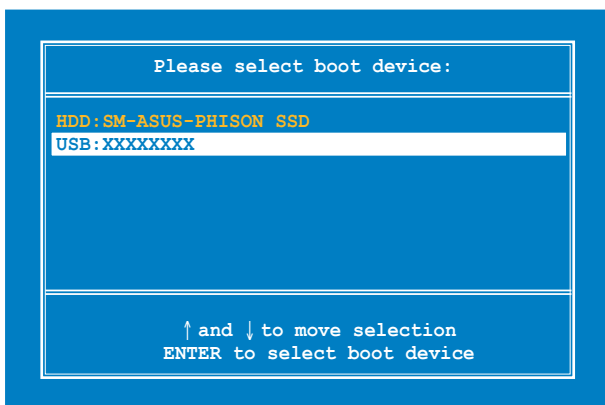 Please select boot device:
HDD:SM-ASUS-PHISON SSD
USB:XXXXXXXX
↑ and ↓ to move selection
ENTER to select boot device